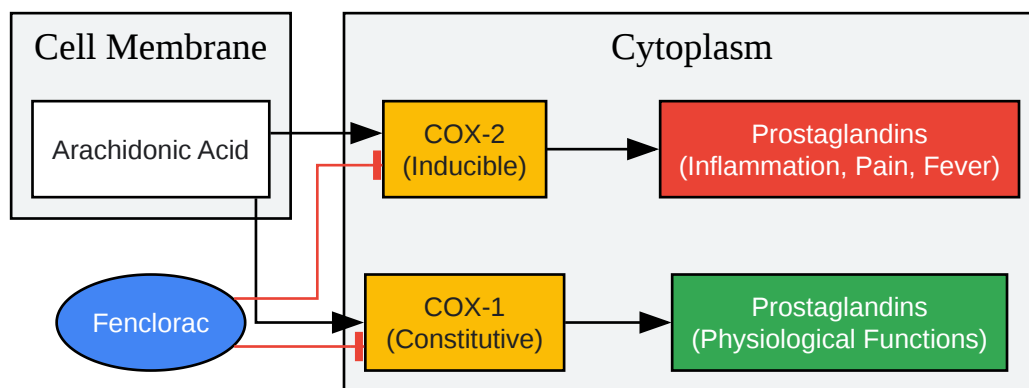 Cell Membrane
Cytoplasm
Arachidonic Acid
COX-2
(Inducible)
Prostaglandins
(Inflammation, Pain, Fever)
Fenclorac
COX-1
(Constitutive)
Prostaglandins
(Physiological Functions)